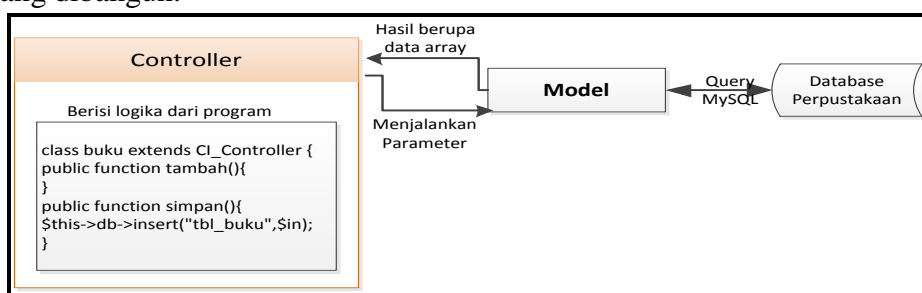 Controller
Berisi logika dari program
class buku extends CI_Controller {
public function tambah(){
}
public function simpan(){
$this->db->insert("tbl_buku",$in);
}
Hasil berupa
data array
Menjalankan
Parameter
Model
Query
MySQL
Database
Perpustakaan